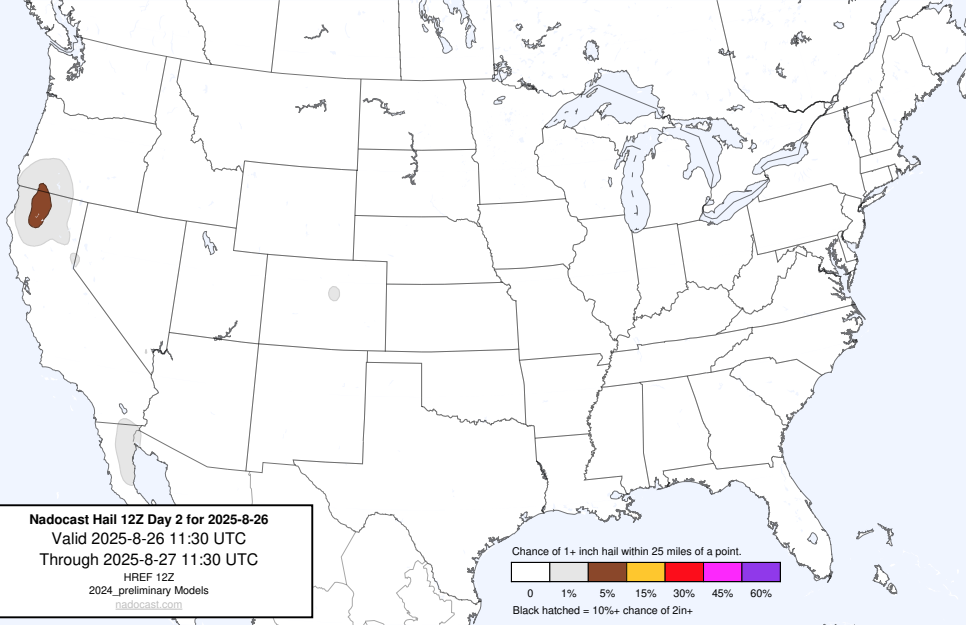 Nadocast Hail 12Z Day 2 for 2025-8-26
Valid 2025-8-26 11:30 UTC
Through 2025-8-27 11:30 UTC
HREF 12Z
2024_preliminary Models
nadocast.com
Chance of 1+ inch hail within 25 miles of a point.
0 1% 5% 15% 30% 45% 60%
Black hatched = 10%+ chance of 2in+